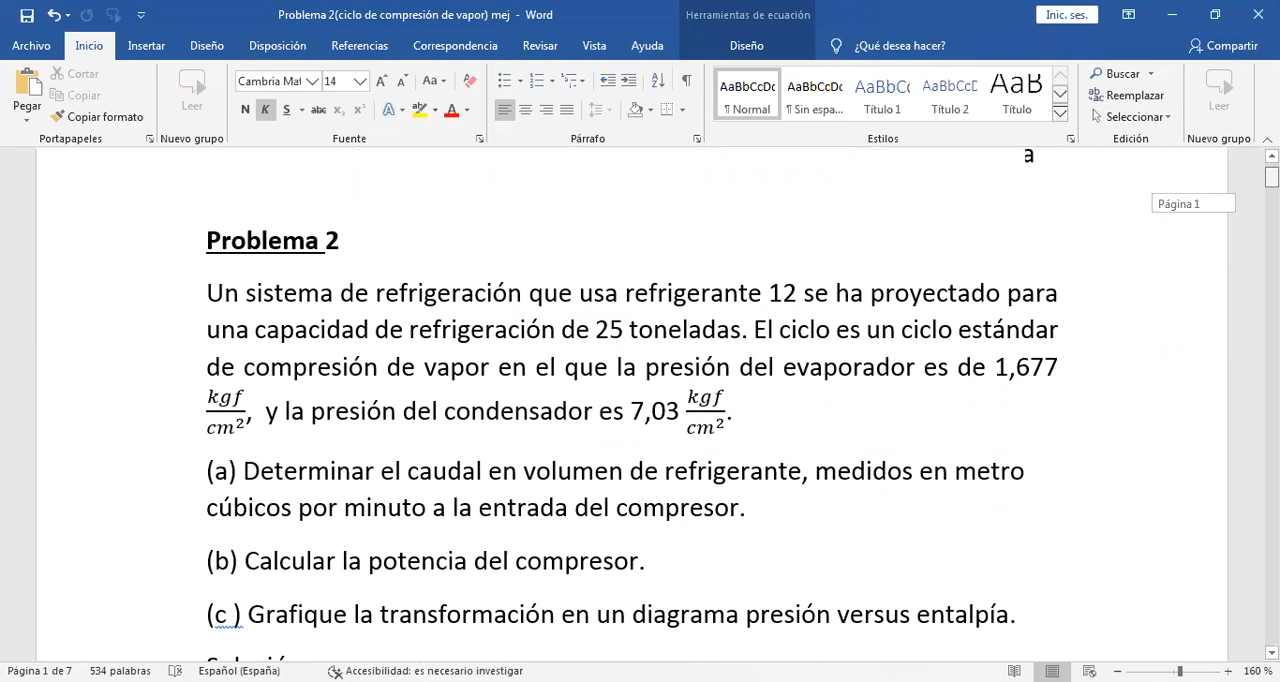 Problema 2(ciclo de compresión de vapor) mej - Word
Herramientas de ecuación
Inic. ses.
Archivo Inicio Insertar Diseño Disposición Referencias Correspondencia Revisar Vista Ayuda Diseño ¿Qué desea hacer? Compartir
Pegar
Cortar
Copiar
Copiar formato
Portapapeles
Leer
Nuevo grupo
Cambria Mat 14
N K S abc x₂ x²
Fuente
Párrafo
AaBbCcDc
¶ Normal
AaBbCcDc
¶ Sin espa...
AaBbCc
Título 1
AaBbCcD
Título 2
AaB
Título
Estilos
Buscar
Reemplazar
Seleccionar
Edición
Leer
Nuevo grupo
a
Página 1
Problema 2
Un sistema de refrigeración que usa refrigerante 12 se ha proyectado para
una capacidad de refrigeración de 25 toneladas. El ciclo es un ciclo estándar
de compresión de vapor en el que la presión del evaporador es de 1,677
kgf/cm², y la presión del condensador es 7,03 kgf/cm².
(a) Determinar el caudal en volumen de refrigerante, medidos en metro
cúbicos por minuto a la entrada del compresor.
(b) Calcular la potencia del compresor.
(c ) Grafique la transformación en un diagrama presión versus entalpía.
Página 1 de 7 534 palabras Español (España) Accesibilidad: es necesario investigar 160 %